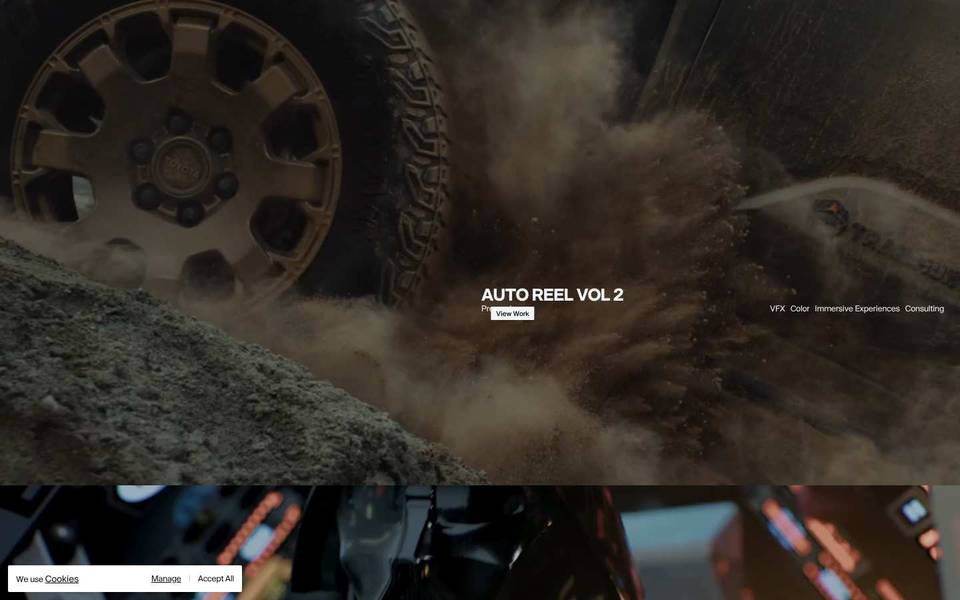 AUTO REEL VOL 2
View Work
VFX Color Immersive Experiences Consulting
We use Cookies
Manage
Accept All